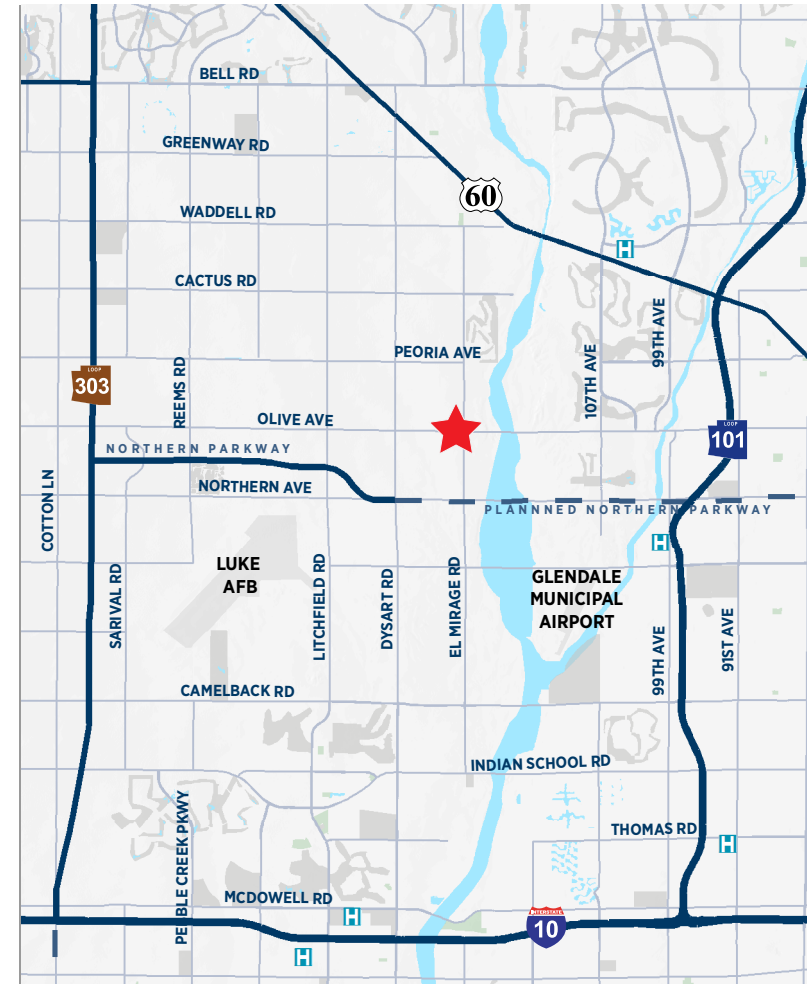 BELL RD
GREENWAY RD
60
WADDELL RD
H
CACTUS RD
99TH AVE
PEORIA AVE
107TH AVE
LOOP
303
REEMS RD
OLIVE AVE
LOOP
101
NORTHERN PARKWAY
NORTHERN AVE
PLANNNED NORTHERN PARKWAY
COTTON LN
H
LUKE
AFB
GLENDALE
MUNICIPAL
AIRPORT
SARIVAL RD
LITCHFIELD RD
DYSART RD
EL MIRAGE RD
99TH AVE
91ST AVE
CAMELBACK RD
INDIAN SCHOOL RD
THOMAS RD
H
PEBBLE CREEK PKWY
MCDOWELL RD
H
INTERSTATE
10
H